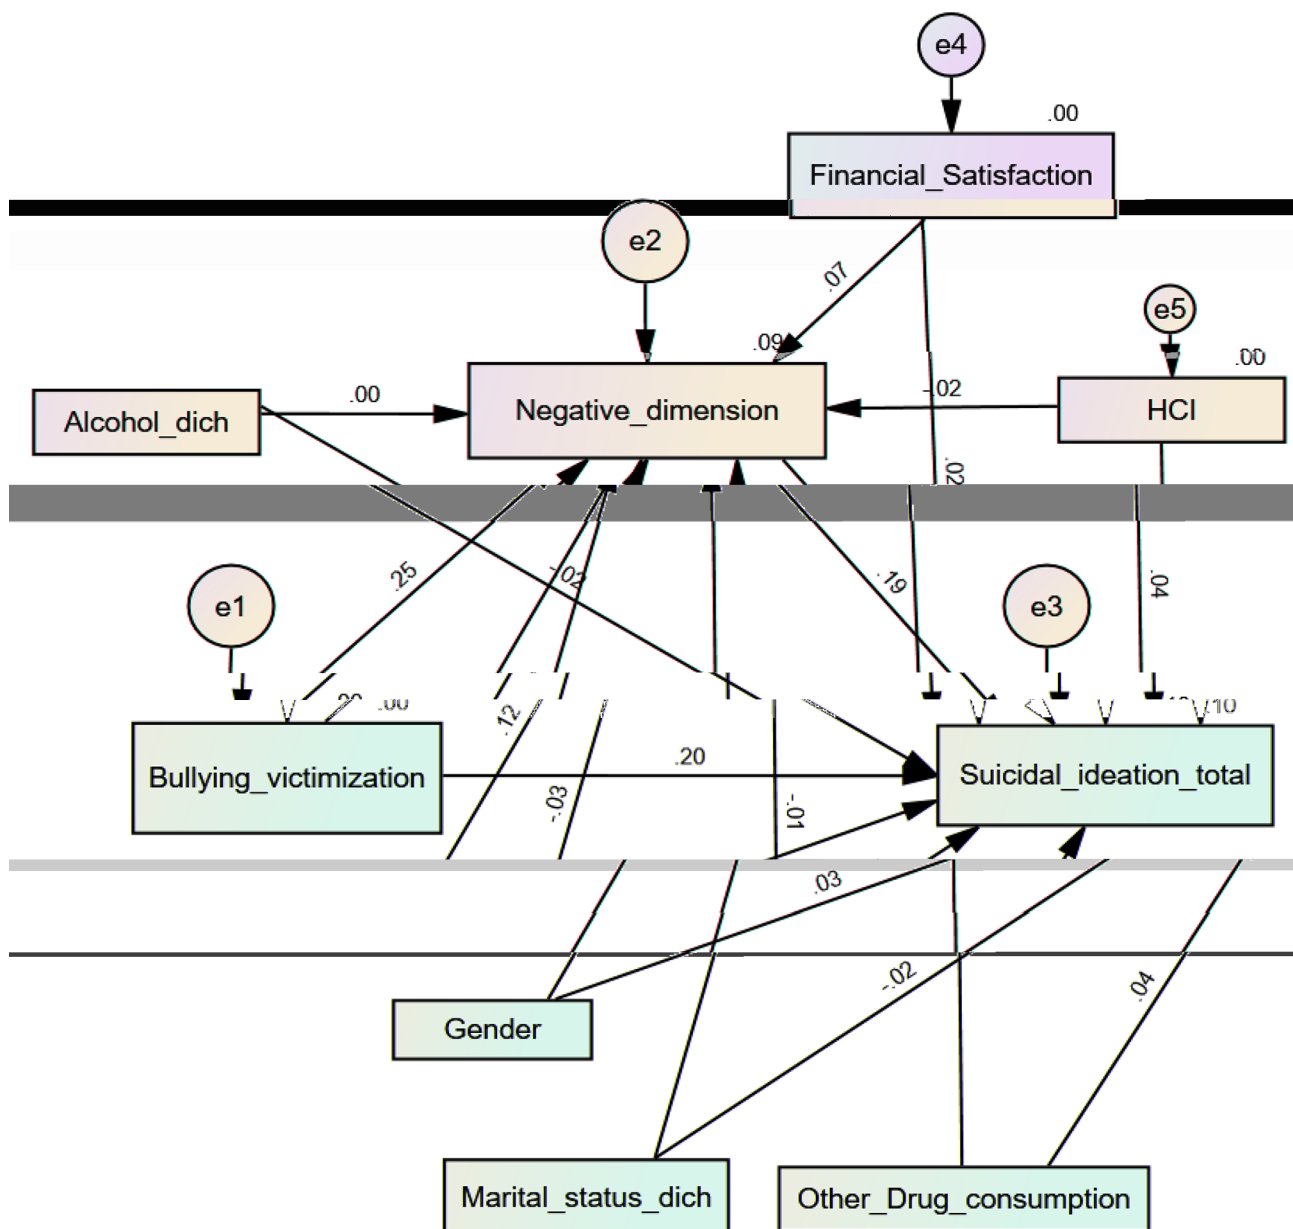 e4
.00
Financial_Satisfaction
e2
.07
e5
.09
.00
-.02
.00
Alcohol_dich
Negative_dimension
HCI
.02
.25
-.02
.19
.04
e1
e3
.00
.10
.12
.20
Bullying_victimization
Suicidal_ideation_total
-.03
-.01
.03
-.02
.04
Gender
Marital_status_dich
Other_Drug_consumption